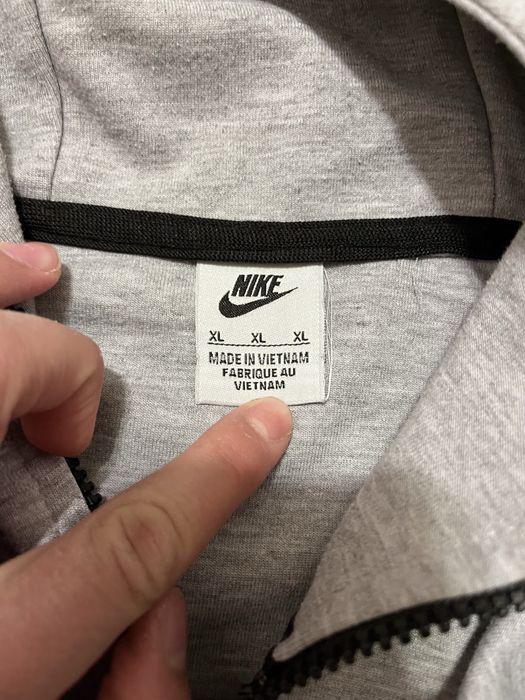 NIKE
XL XL XL
MADE IN VIETNAM
FABRIQUE AU
VIETNAM